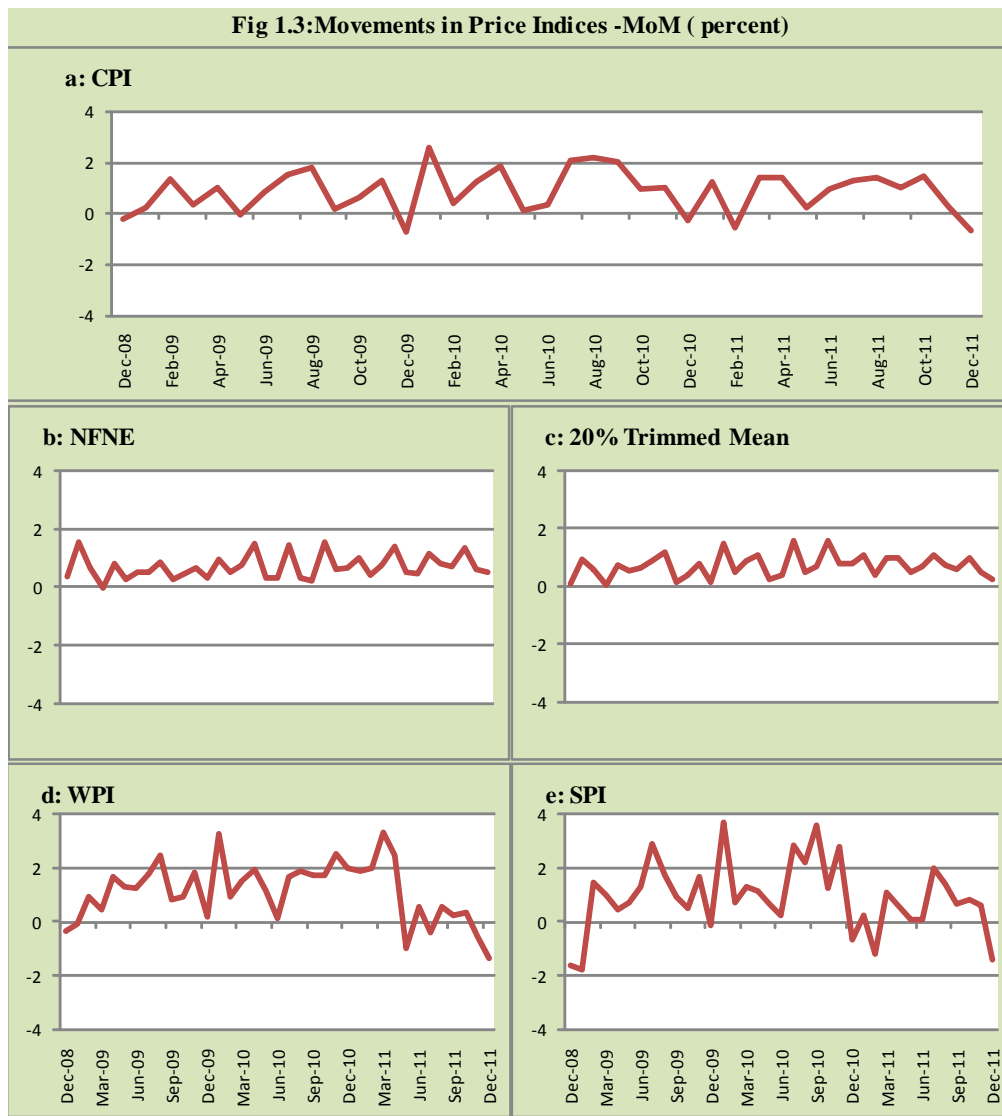 Fig 1.3:Movements in Price Indices -MoM ( percent)
a: CPI
4
2
0
-2
-4
Dec-08
Feb-09
Apr-09
Jun-09
Aug-09
Oct-09
Dec-09
Feb-10
Apr-10
Jun-10
Aug-10
Oct-10
Dec-10
Feb-11
Apr-11
Jun-11
Aug-11
Oct-11
Dec-11
b: NFNE
4
2
0
-2
-4
c: 20% Trimmed Mean
4
2
0
-2
-4
d: WPI
4
2
0
-2
-4
Dec-08
Mar-09
Jun-09
Sep-09
Dec-09
Mar-10
Jun-10
Sep-10
Dec-10
Mar-11
Jun-11
Sep-11
Dec-11
e: SPI
4
2
0
-2
-4
Dec-08
Mar-09
Jun-09
Sep-09
Dec-09
Mar-10
Jun-10
Sep-10
Dec-10
Mar-11
Jun-11
Sep-11
Dec-11